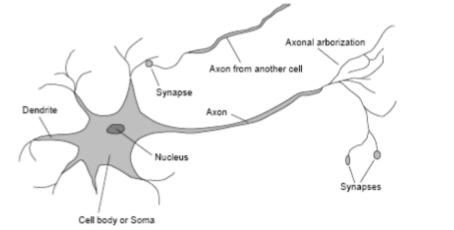 Axonal arborization
Axon from another cell
Synapse
Dendrite
Axon
Nucleus
Synapses
Cell body or Soma